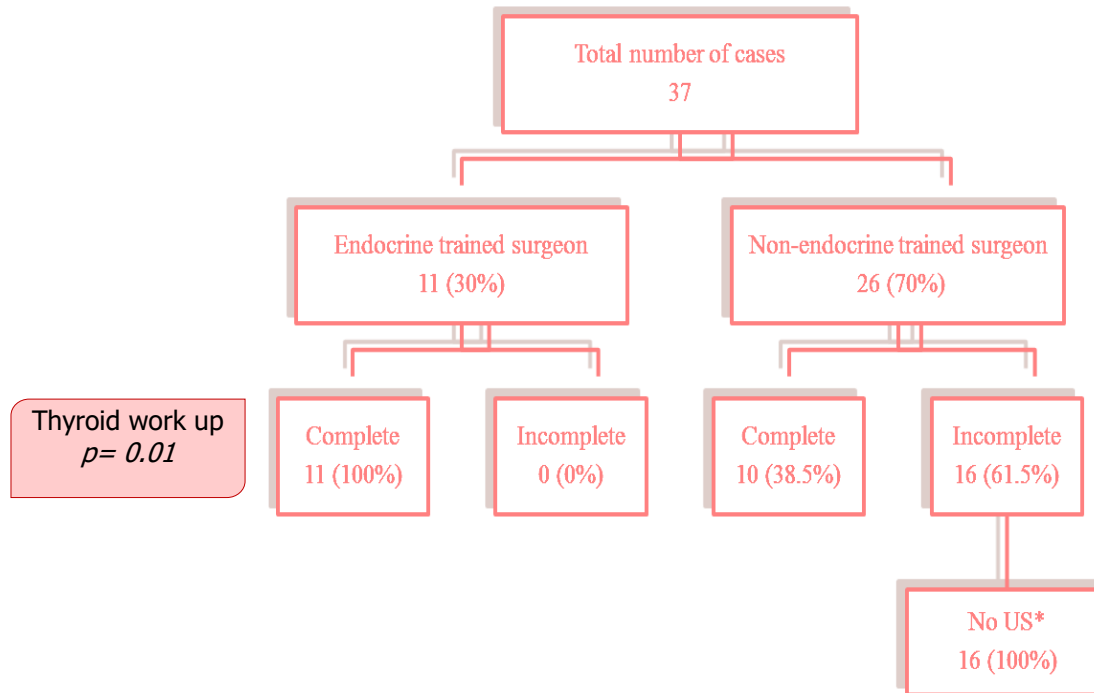 Total number of cases
37
Endocrine trained surgeon
11 (30%)
Non-endocrine trained surgeon
26 (70%)
Thyroid work up
p= 0.01
Complete
11 (100%)
Incomplete
0 (0%)
Complete
10 (38.5%)
Incomplete
16 (61.5%)
No US*
16 (100%)